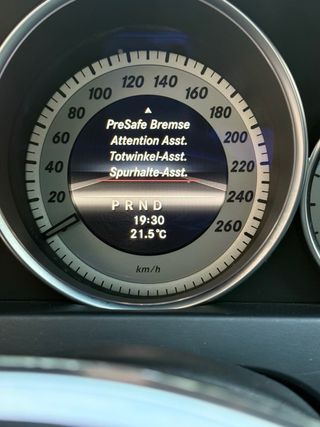 PreSafe Bremse
Attention Asst.
Totwinkel-Asst.
Spurhalte-Asst.
P R N D
19:30
21.5°C
20
40
60
80
100
120
140
160
180
200
220
240
260
km/h